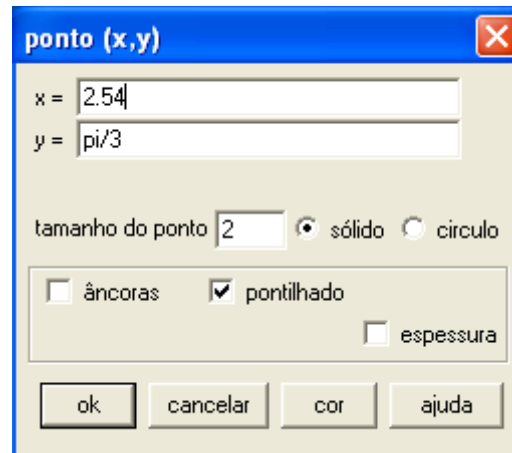 ponto (x,y)
x = 2.54
y = pi/3
tamanho do ponto 2 sólido circulo
âncoras pontilhado
espessura
ok cancelar cor ajuda